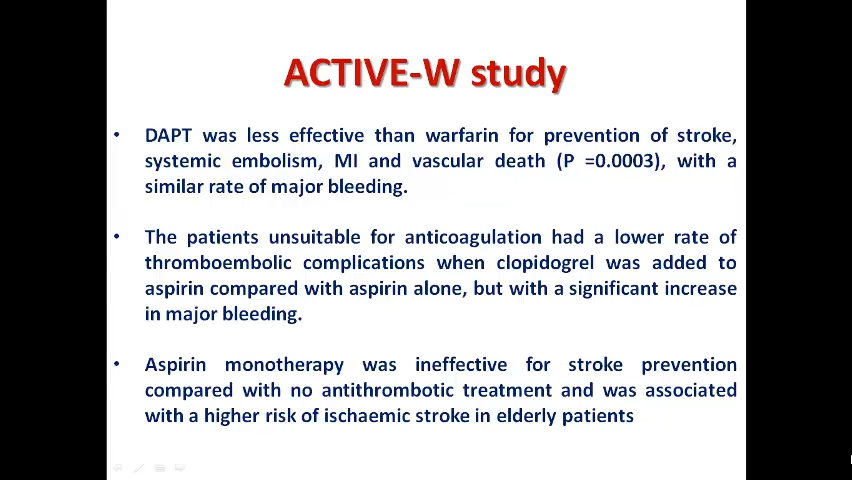 ACTIVE-W study
• DAPT was less effective than warfarin for prevention of stroke,
systemic embolism, MI and vascular death (P =0.0003), with a
similar rate of major bleeding.
• The patients unsuitable for anticoagulation had a lower rate of
thromboembolic complications when clopidogrel was added to
aspirin compared with aspirin alone, but with a significant increase
in major bleeding.
• Aspirin monotherapy was ineffective for stroke prevention
compared with no antithrombotic treatment and was associated
with a higher risk of ischaemic stroke in elderly patients